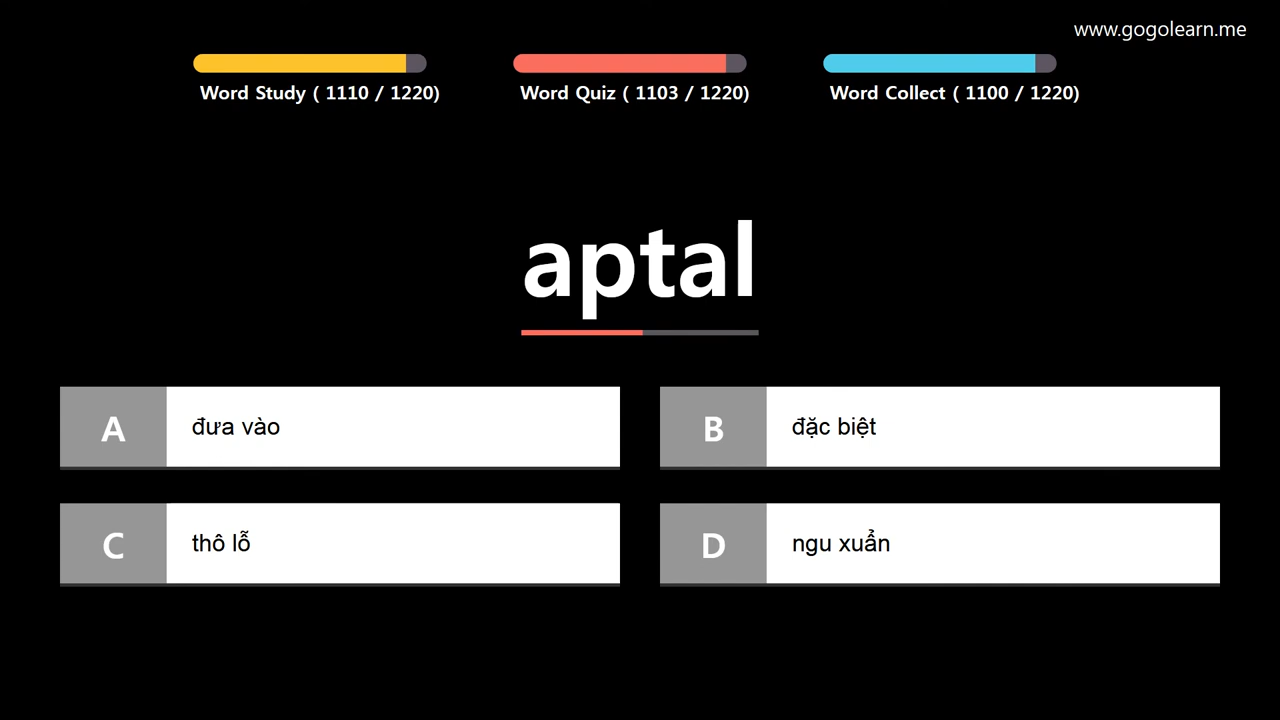 www.gogolearn.me
Word Study ( 1110 / 1220)
Word Quiz ( 1103 / 1220)
Word Collect ( 1100 / 1220)
aptal
A đưa vào
B đặc biệt
C thô lỗ
D ngu xuẩn